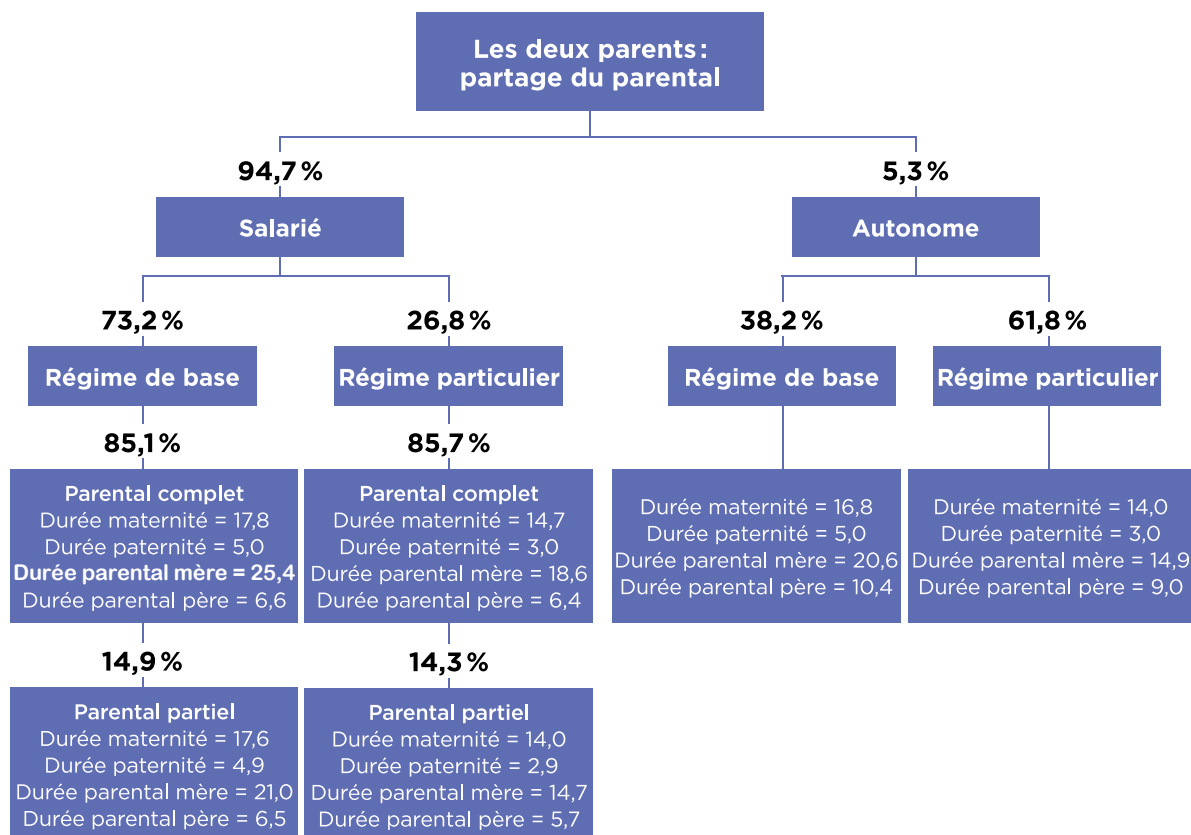 Les deux parents :
partage du parental
94,7 %
5,3 %
Salarié
Autonome
73,2 %
26,8 %
38,2 %
61,8 %
Régime de base
Régime particulier
Régime de base
Régime particulier
85,1 %
85,7 %
Parental complet
Durée maternité = 17,8
Durée paternité = 5,0
Durée parental mère = 25,4
Durée parental père = 6,6
Parental complet
Durée maternité = 14,7
Durée paternité = 3,0
Durée parental mère = 18,6
Durée parental père = 6,4
Durée maternité = 16,8
Durée paternité = 5,0
Durée parental mère = 20,6
Durée parental père = 10,4
Durée maternité = 14,0
Durée paternité = 3,0
Durée parental mère = 14,9
Durée parental père = 9,0
14,9 %
14,3 %
Parental partiel
Durée maternité = 17,6
Durée paternité = 4,9
Durée parental mère = 21,0
Durée parental père = 6,5
Parental partiel
Durée maternité = 14,0
Durée paternité = 2,9
Durée parental mère = 14,7
Durée parental père = 5,7